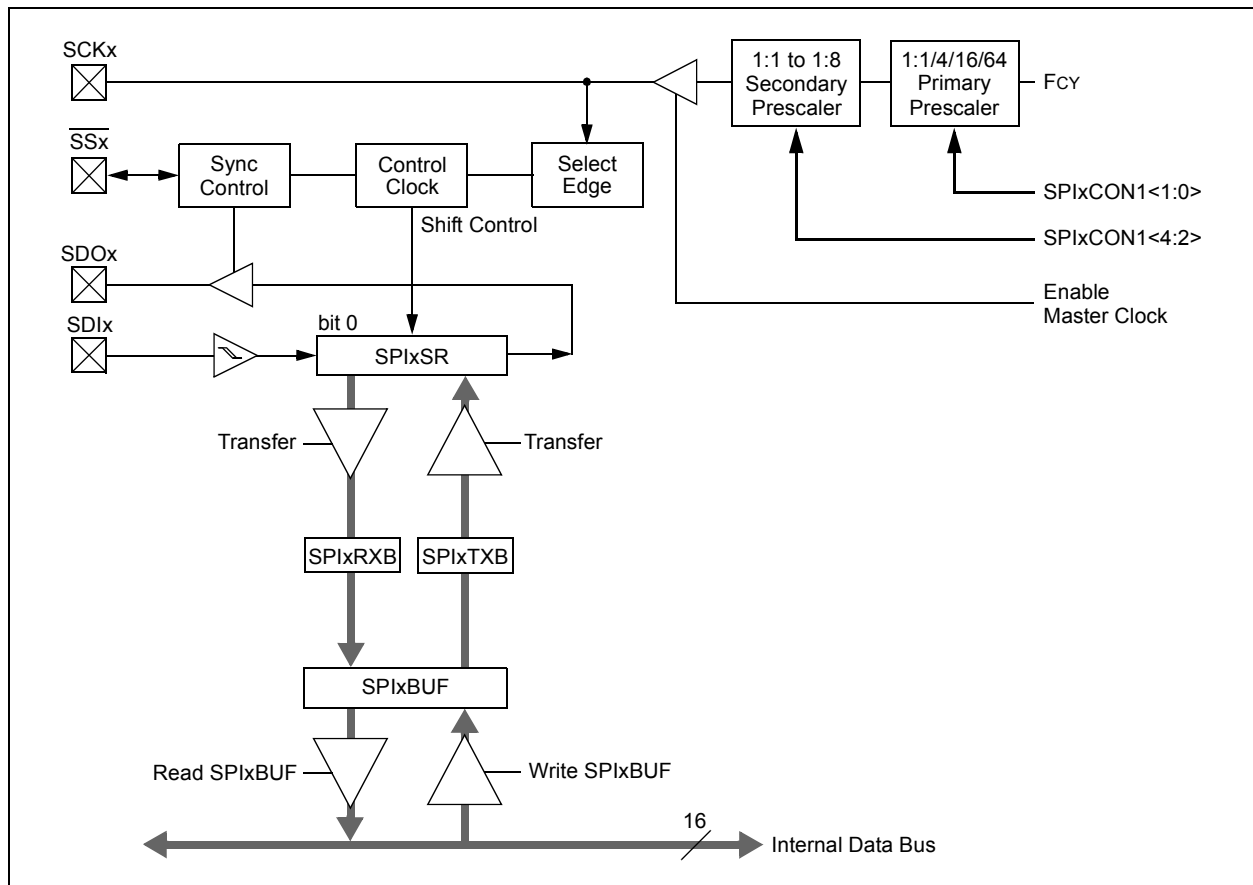 SCKx
1:1 to 1:8
Secondary
Prescaler
1:1/4/16/64
Primary
Prescaler
FCY
SSx
Sync
Control
Control
Clock
Select
Edge
SPIxCON1<1:0>
Shift Control
SPIxCON1<4:2>
SDOx
Enable
Master Clock
SDIx
bit 0
SPIxSR
Transfer
Transfer
SPIxRXB
SPIxTXB
SPIxBUF
Read SPIxBUF
Write SPIxBUF
16
Internal Data Bus